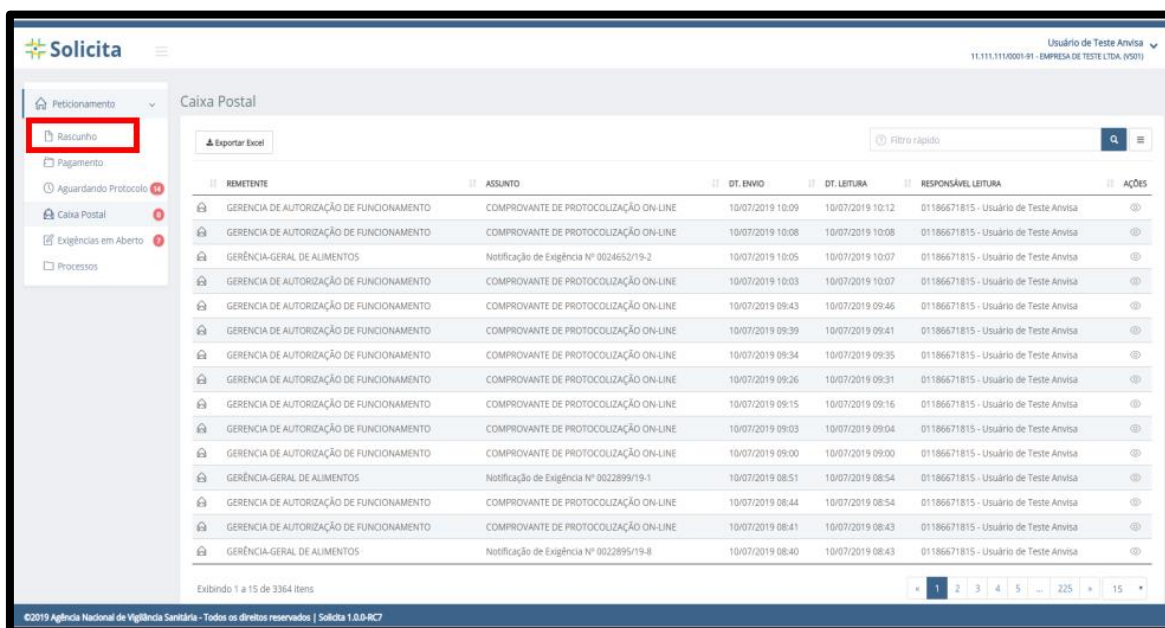 Solicita
Usuário de Teste Anvisa
11.111.111/0001-91 - EMPRESA DE TESTE LTDA. (VS01)
Peticionamento
Rascunho
Pagamento
Aguardando Protocolo 14
Caixa Postal
Exigências em Aberto
Processos
Caixa Postal
Exportar Excel
Filtro rápido
REMETENTE ASSUNTO DT. ENVIO DT. LEITURA RESPONSÁVEL LEITURA AÇÕES
GERENCIA DE AUTORIZAÇÃO DE FUNCIONAMENTO COMPROVANTE DE PROTOCOLIZAÇÃO ON-LINE 10/07/2019 10:09 10/07/2019 10:12 01186671815 - Usuário de Teste Anvisa
GERENCIA DE AUTORIZAÇÃO DE FUNCIONAMENTO COMPROVANTE DE PROTOCOLIZAÇÃO ON-LINE 10/07/2019 10:08 10/07/2019 10:08 01186671815 - Usuário de Teste Anvisa
GERÊNCIA-GERAL DE ALIMENTOS Notificação de Exigência Nº 0024652/19-2 10/07/2019 10:05 10/07/2019 10:07 01186671815 - Usuário de Teste Anvisa
GERENCIA DE AUTORIZAÇÃO DE FUNCIONAMENTO COMPROVANTE DE PROTOCOLIZAÇÃO ON-LINE 10/07/2019 10:03 10/07/2019 10:07 01186671815 - Usuário de Teste Anvisa
GERENCIA DE AUTORIZAÇÃO DE FUNCIONAMENTO COMPROVANTE DE PROTOCOLIZAÇÃO ON-LINE 10/07/2019 09:43 10/07/2019 09:46 01186671815 - Usuário de Teste Anvisa
GERENCIA DE AUTORIZAÇÃO DE FUNCIONAMENTO COMPROVANTE DE PROTOCOLIZAÇÃO ON-LINE 10/07/2019 09:39 10/07/2019 09:41 01186671815 - Usuário de Teste Anvisa
GERENCIA DE AUTORIZAÇÃO DE FUNCIONAMENTO COMPROVANTE DE PROTOCOLIZAÇÃO ON-LINE 10/07/2019 09:34 10/07/2019 09:35 01186671815 - Usuário de Teste Anvisa
GERENCIA DE AUTORIZAÇÃO DE FUNCIONAMENTO COMPROVANTE DE PROTOCOLIZAÇÃO ON-LINE 10/07/2019 09:26 10/07/2019 09:31 01186671815 - Usuário de Teste Anvisa
GERENCIA DE AUTORIZAÇÃO DE FUNCIONAMENTO COMPROVANTE DE PROTOCOLIZAÇÃO ON-LINE 10/07/2019 09:15 10/07/2019 09:16 01186671815 - Usuário de Teste Anvisa
GERENCIA DE AUTORIZAÇÃO DE FUNCIONAMENTO COMPROVANTE DE PROTOCOLIZAÇÃO ON-LINE 10/07/2019 09:03 10/07/2019 09:04 01186671815 - Usuário de Teste Anvisa
GERENCIA DE AUTORIZAÇÃO DE FUNCIONAMENTO COMPROVANTE DE PROTOCOLIZAÇÃO ON-LINE 10/07/2019 09:00 10/07/2019 09:00 01186671815 - Usuário de Teste Anvisa
GERÊNCIA-GERAL DE ALIMENTOS Notificação de Exigência Nº 0022899/19-1 10/07/2019 08:51 10/07/2019 08:54 01186671815 - Usuário de Teste Anvisa
GERENCIA DE AUTORIZAÇÃO DE FUNCIONAMENTO COMPROVANTE DE PROTOCOLIZAÇÃO ON-LINE 10/07/2019 08:44 10/07/2019 08:54 01186671815 - Usuário de Teste Anvisa
GERENCIA DE AUTORIZAÇÃO DE FUNCIONAMENTO COMPROVANTE DE PROTOCOLIZAÇÃO ON-LINE 10/07/2019 08:41 10/07/2019 08:43 01186671815 - Usuário de Teste Anvisa
GERÊNCIA-GERAL DE ALIMENTOS Notificação de Exigência Nº 0022895/19-8 10/07/2019 08:40 10/07/2019 08:43 01186671815 - Usuário de Teste Anvisa
Exibindo 1 a 15 de 3364 itens
« 1 2 3 4 5 ... 225 » 15
©2019 Agência Nacional de Vigilância Sanitária - Todos os direitos reservados | Solicita 1.0.0-RC7